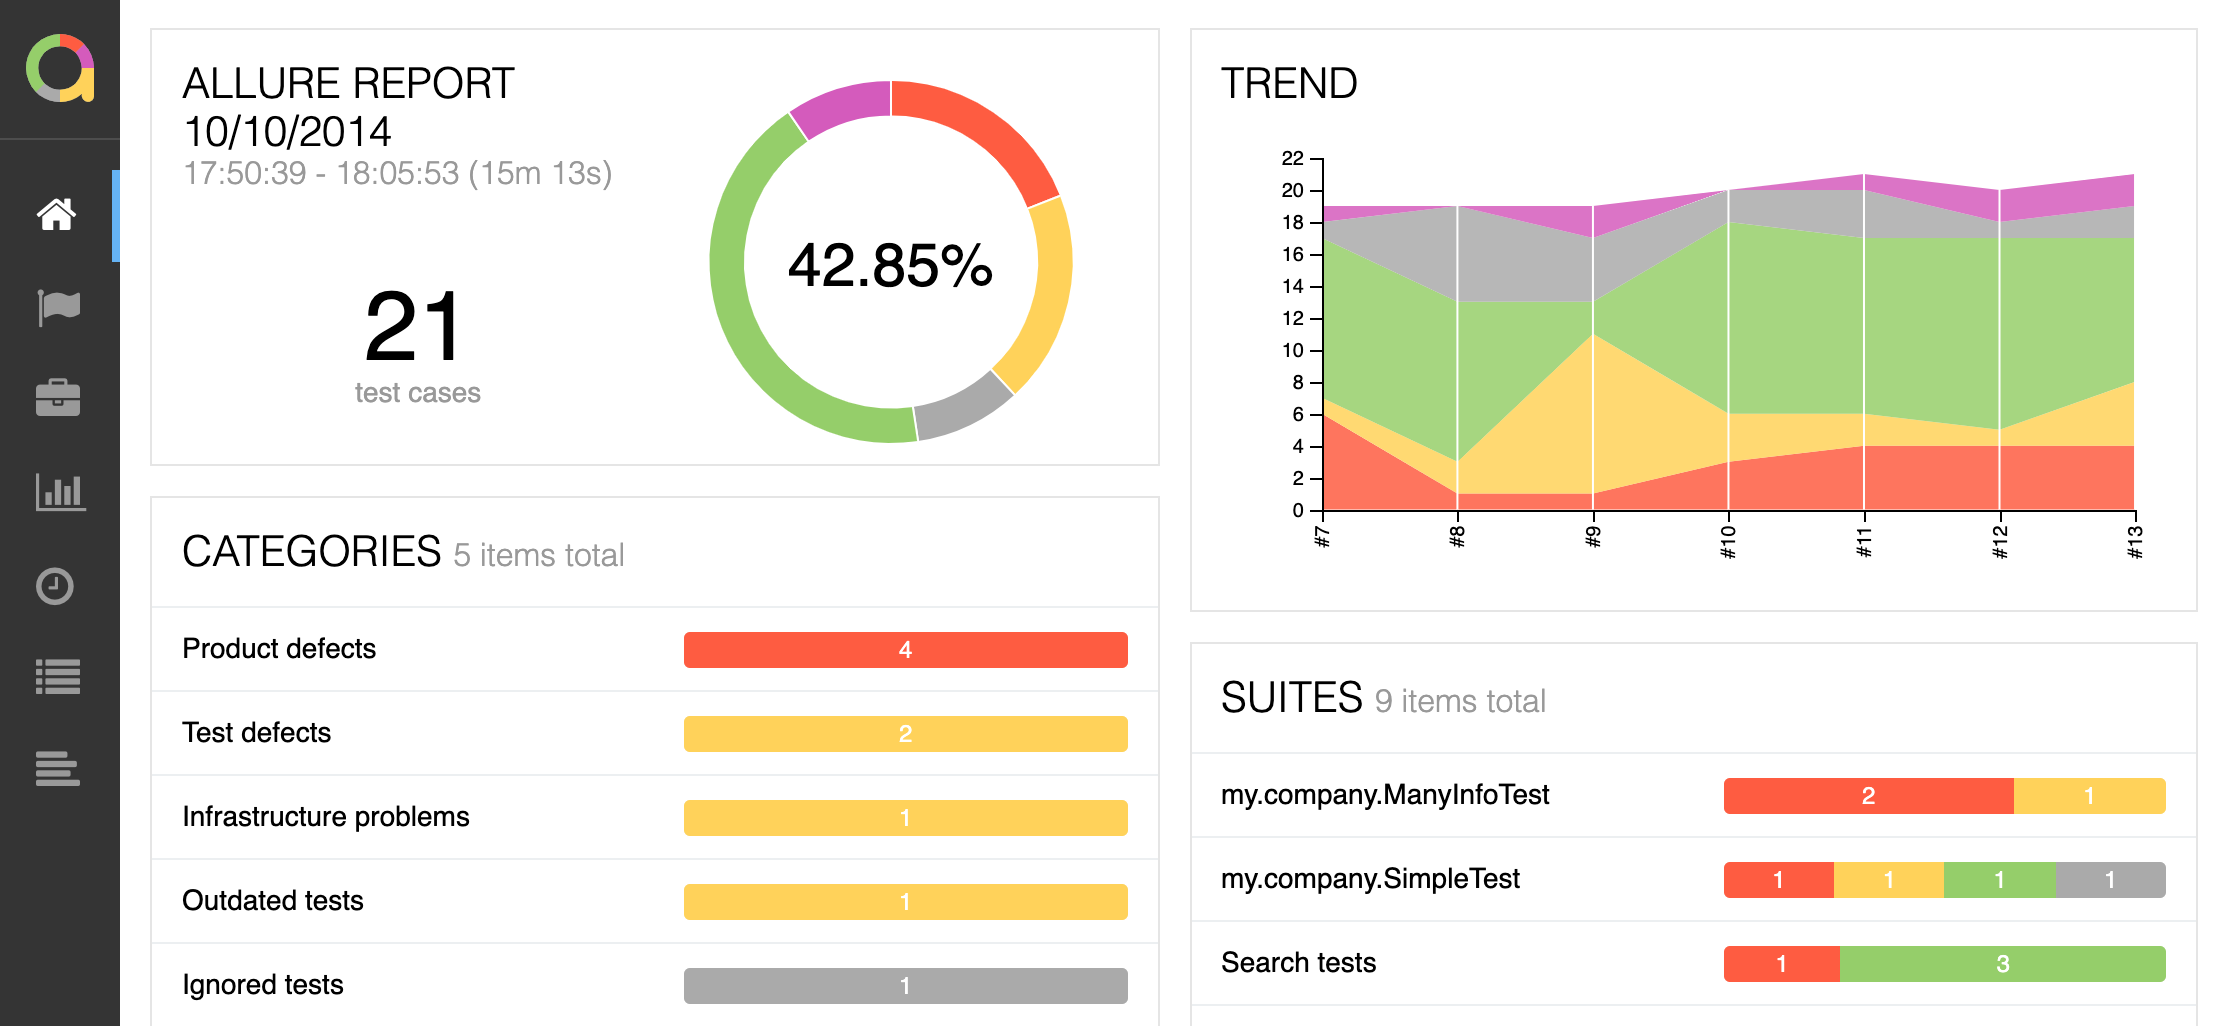 ALLURE REPORT
10/10/2014
17:50:39 - 18:05:53 (15m 13s)
21
test cases
42.85%
TREND
22
20
18
16
14
12
10
8
6
4
2
0
#7
#8
#9
#10
#11
#12
#13
CATEGORIES 5 items total
Product defects 4
Test defects 2
Infrastructure problems 1
Outdated tests 1
Ignored tests 1
SUITES 9 items total
my.company.ManyInfoTest 2 1
my.company.SimpleTest 1 1 1 1
Search tests 1 3